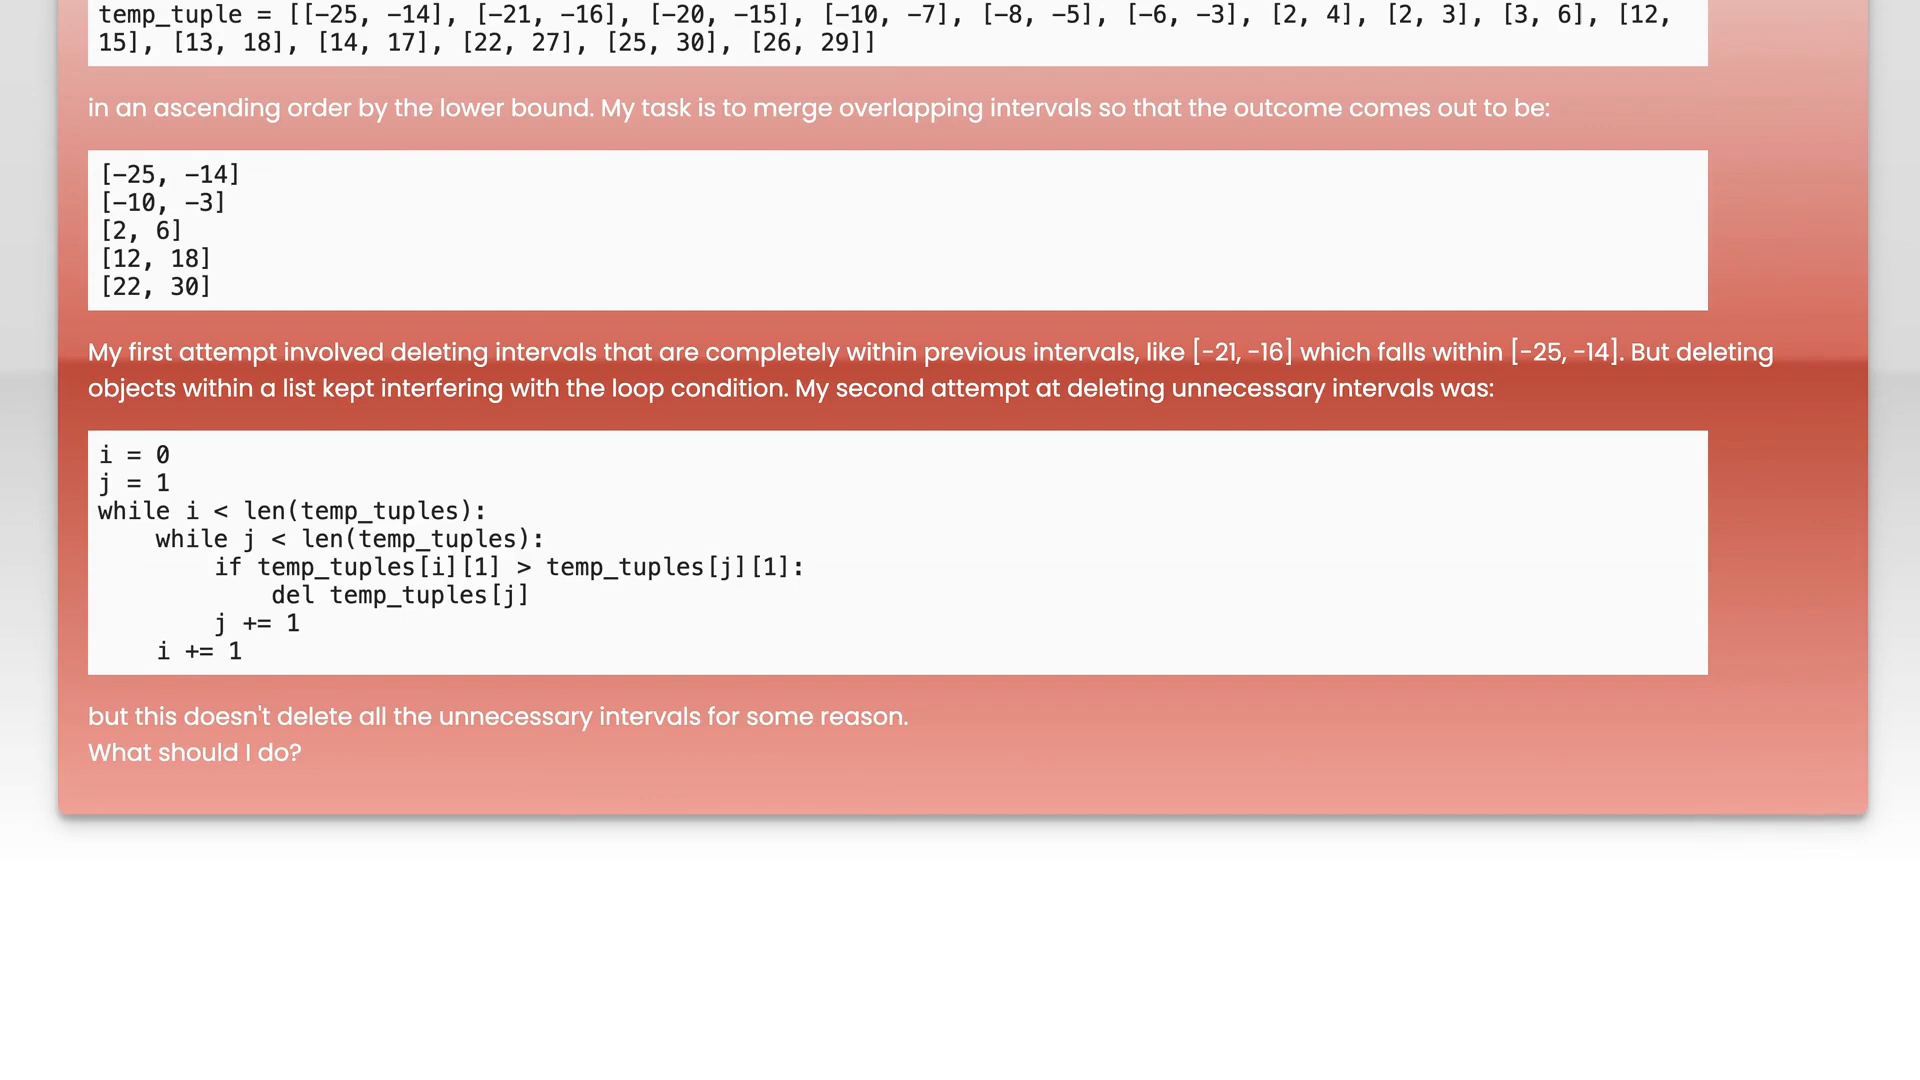 temp_tuple = [[-25, -14], [-21, -16], [-20, -15], [-10, -7], [-8, -5], [-6, -3], [2, 4], [2, 3], [3, 6], [12,
15], [13, 18], [14, 17], [22, 27], [25, 30], [26, 29]]
in an ascending order by the lower bound. My task is to merge overlapping intervals so that the outcome comes out to be:
[-25, -14]
[-10, -3]
[2, 6]
[12, 18]
[22, 30]
My first attempt involved deleting intervals that are completely within previous intervals, like [-21, -16] which falls within [-25, -14]. But deleting
objects within a list kept interfering with the loop condition. My second attempt at deleting unnecessary intervals was:
i = 0
j = 1
while i < len(temp_tuples):
    while j < len(temp_tuples):
        if temp_tuples[i][1] > temp_tuples[j][1]:
            del temp_tuples[j]
        j += 1
    i += 1
but this doesn't delete all the unnecessary intervals for some reason.
What should I do?